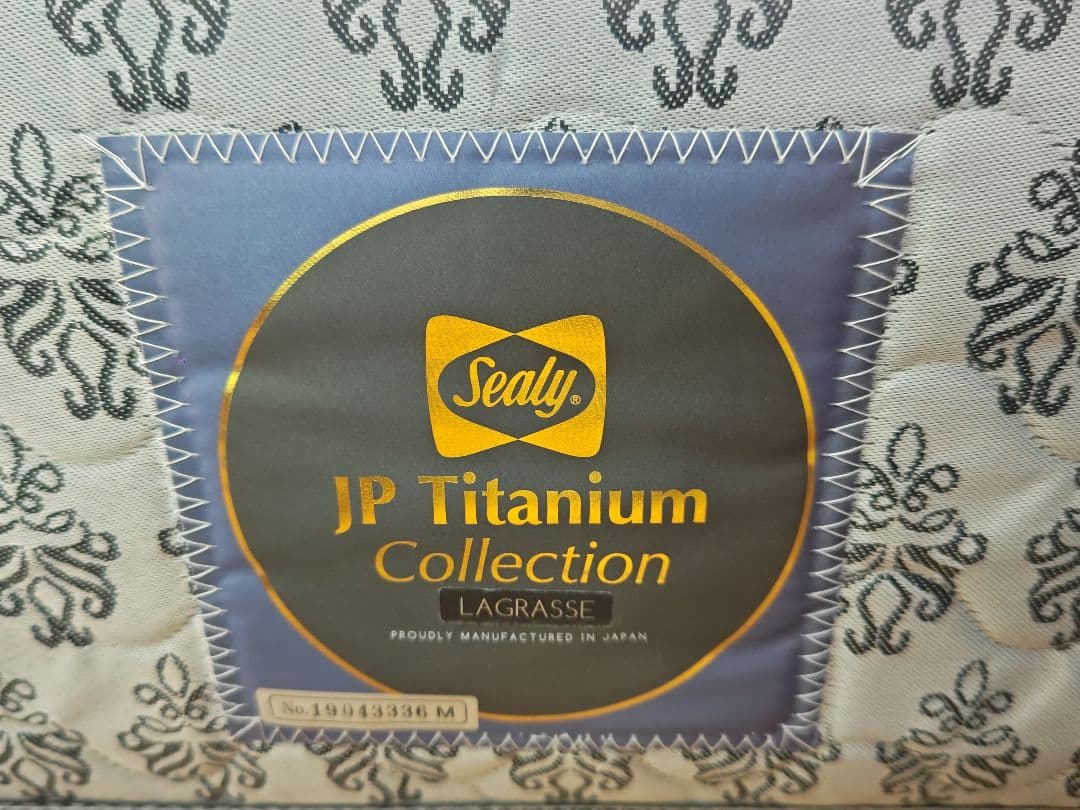 Sealy®
JP Titanium
Collection
LAGRASSE
PROUDLY MANUFACTURED IN JAPAN
No.19043336 M